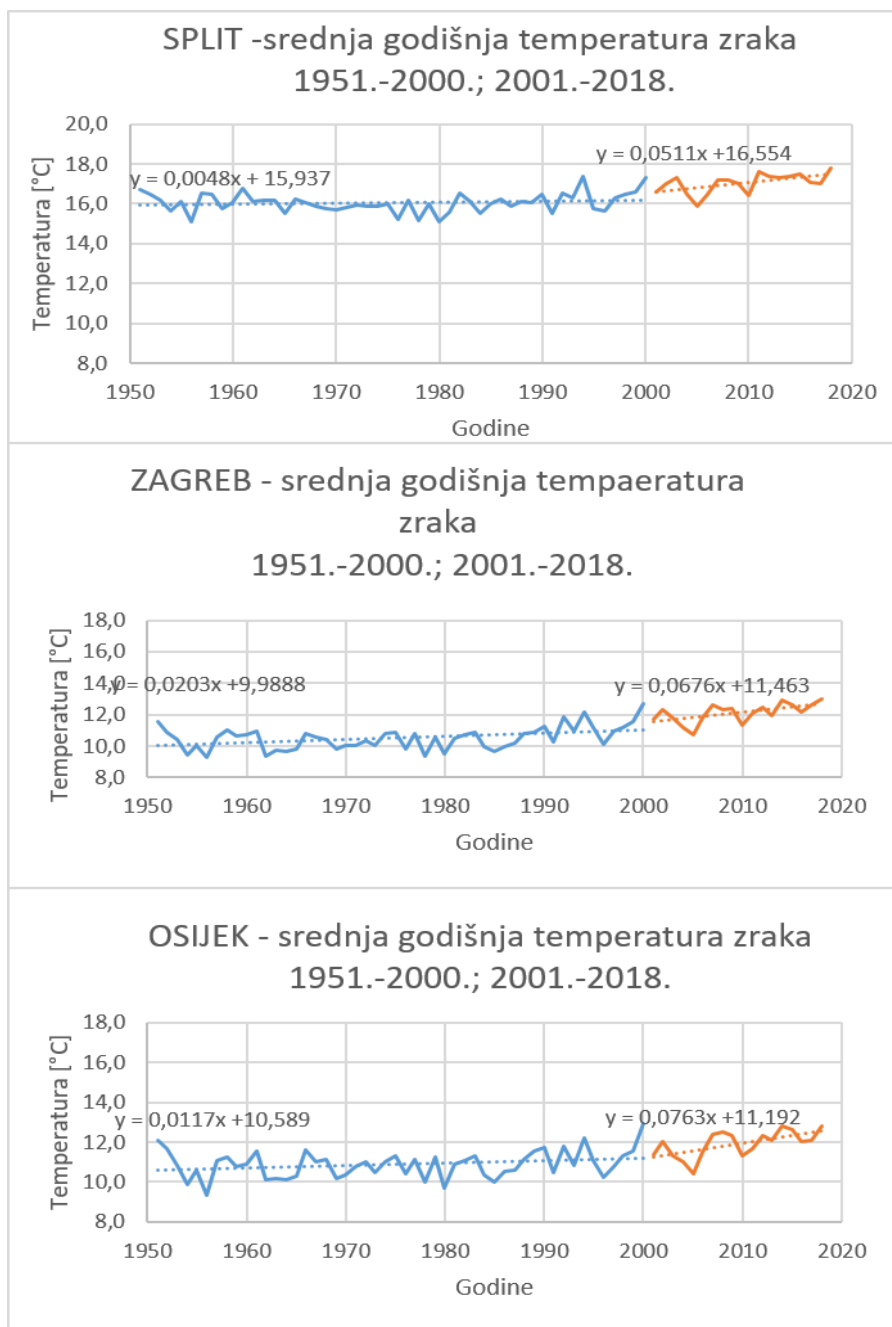 SPLIT -srednja godišnja temperatura zraka
1951.-2000.; 2001.-2018.
Temperatura [°C]
20,0
18,0
16,0
14,0
12,0
10,0
8,0
y = 0,0048x + 15,937
y = 0,0511x +16,554
1950 1960 1970 1980 1990 2000 2010 2020
Godine
ZAGREB - srednja godišnja tempaeratura
zraka
1951.-2000.; 2001.-2018.
Temperatura [°C]
18,0
16,0
14,0
12,0
10,0
8,0
y = 0,0203x +9,9888
y = 0,0676x +11,463
1950 1960 1970 1980 1990 2000 2010 2020
Godine
OSIJEK - srednja godišnja temperatura zraka
1951.-2000.; 2001.-2018.
Temperatura [°C]
18,0
16,0
14,0
12,0
10,0
8,0
y = 0,0117x +10,589
y = 0,0763x +11,192
1950 1960 1970 1980 1990 2000 2010 2020
Godine